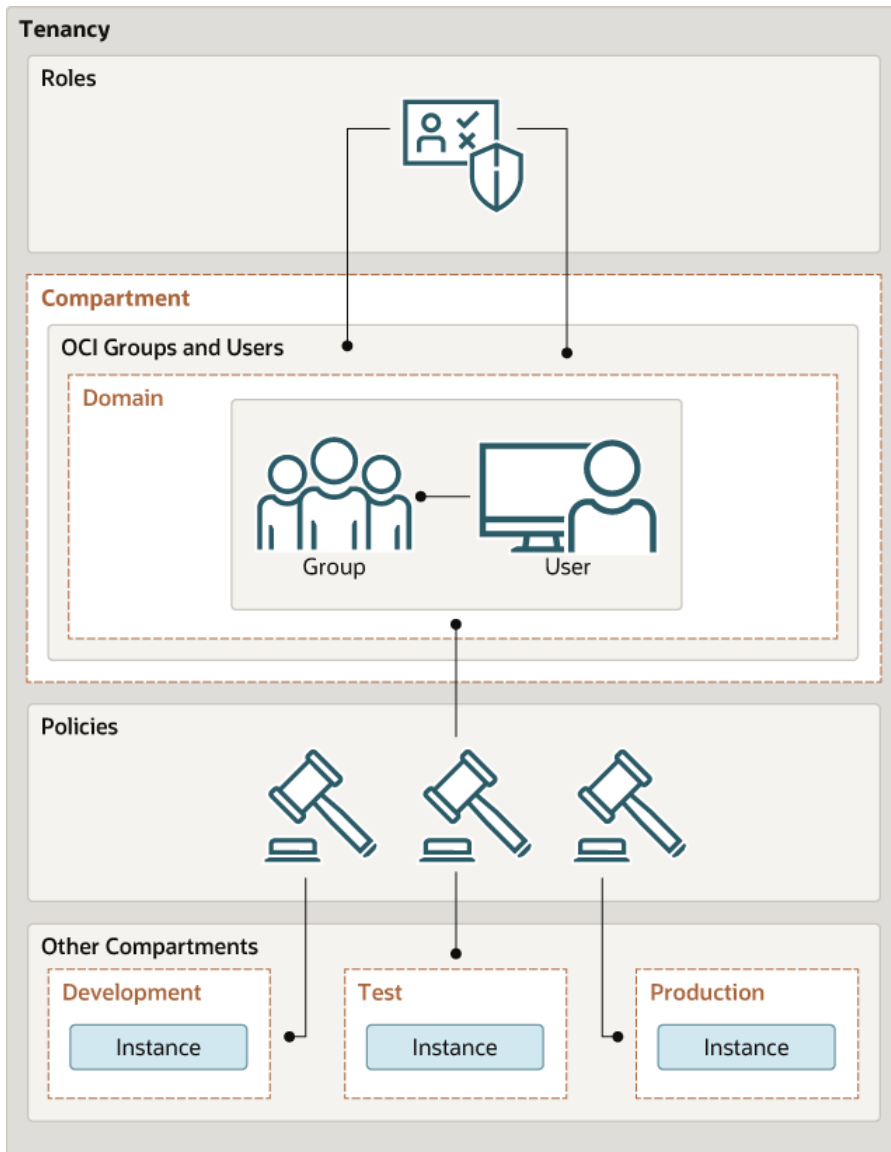 Tenancy
Roles
Compartment
OCI Groups and Users
Domain
Group
User
Policies
Other Compartments
Development
Test
Production
Instance
Instance
Instance